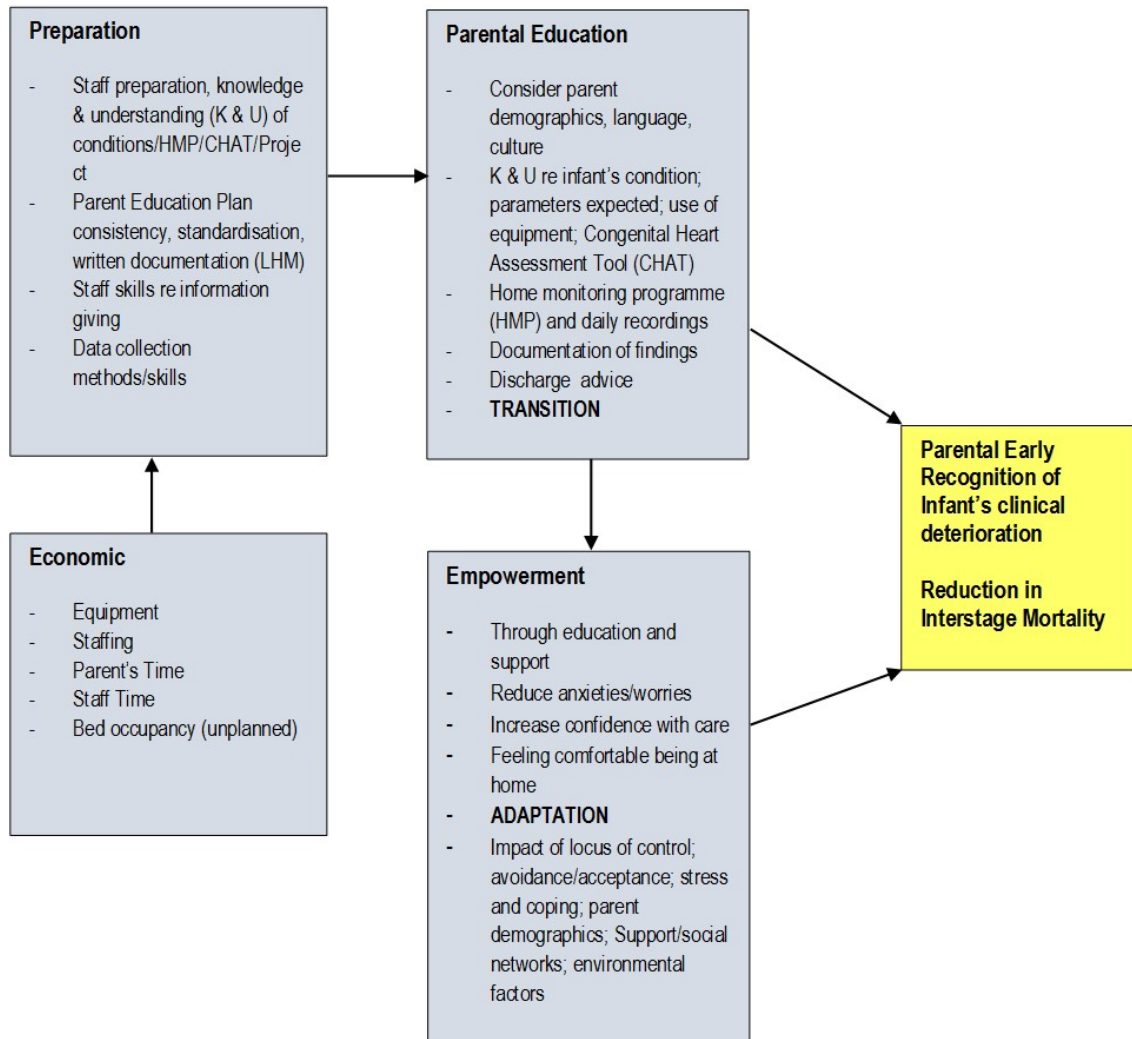 Preparation
- Staff preparation, knowledge
& understanding (K & U) of
conditions/HMP/CHAT/Proje
ct
- Parent Education Plan
consistency, standardisation,
written documentation (LHM)
- Staff skills re information
giving
- Data collection
methods/skills
Parental Education
- Consider parent
demographics, language,
culture
- K & U re infant’s condition;
parameters expected; use of
equipment; Congenital Heart
Assessment Tool (CHAT)
- Home monitoring programme
(HMP) and daily recordings
- Documentation of findings
- Discharge advice
- TRANSITION
Economic
- Equipment
- Staffing
- Parent’s Time
- Staff Time
- Bed occupancy (unplanned)
Empowerment
- Through education and
support
- Reduce anxieties/worries
- Increase confidence with care
- Feeling comfortable being at
home
- ADAPTATION
- Impact of locus of control;
avoidance/acceptance; stress
and coping; parent
demographics; Support/social
networks; environmental
factors
Parental Early
Recognition of
Infant’s clinical
deterioration
Reduction in
Interstage Mortality